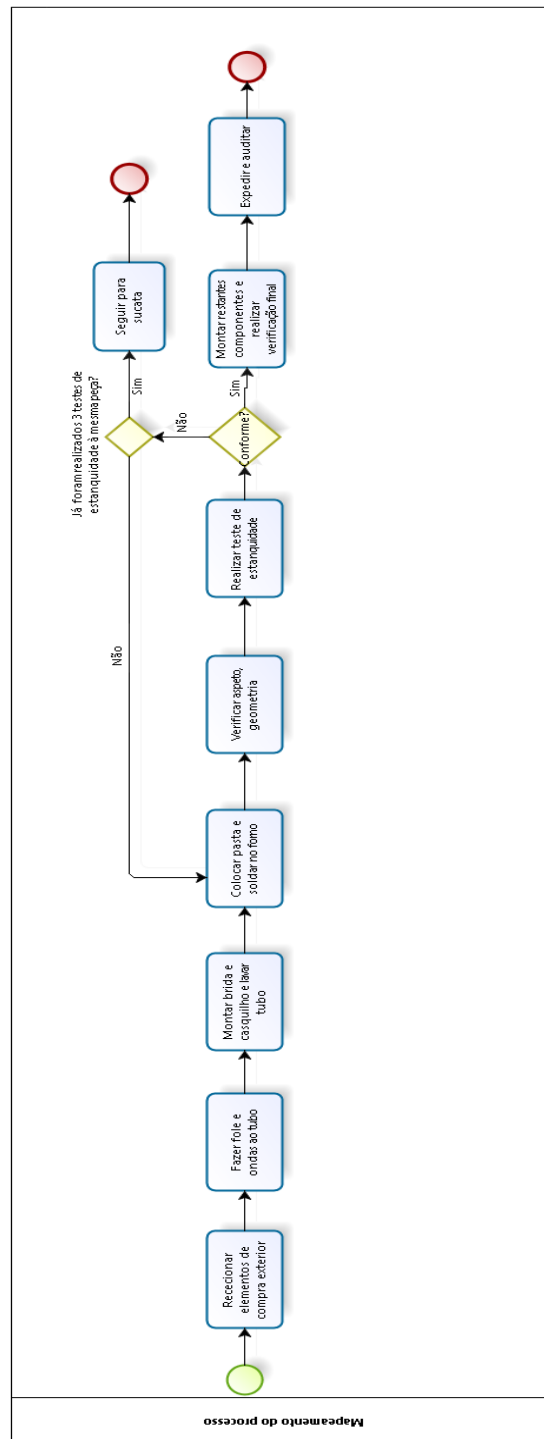 Mapeamento do processo
Rececionar
elementos de
compra exterior
Fazer fole e
ondas ao tubo
Montar brida e
casquilho e lavar
tubo
Colocar pasta e
soldar no forno
Verificar aspeto,
geometria
Realizar teste de
estanquidade
Conforme?
Sim
Não
Já foram realizados 3 testes de
estanquidade à mesma peça?
Não
Sim
Seguir para
sucata
Montar restantes
componentes e
realizar
verificação final
Expedir e auditar